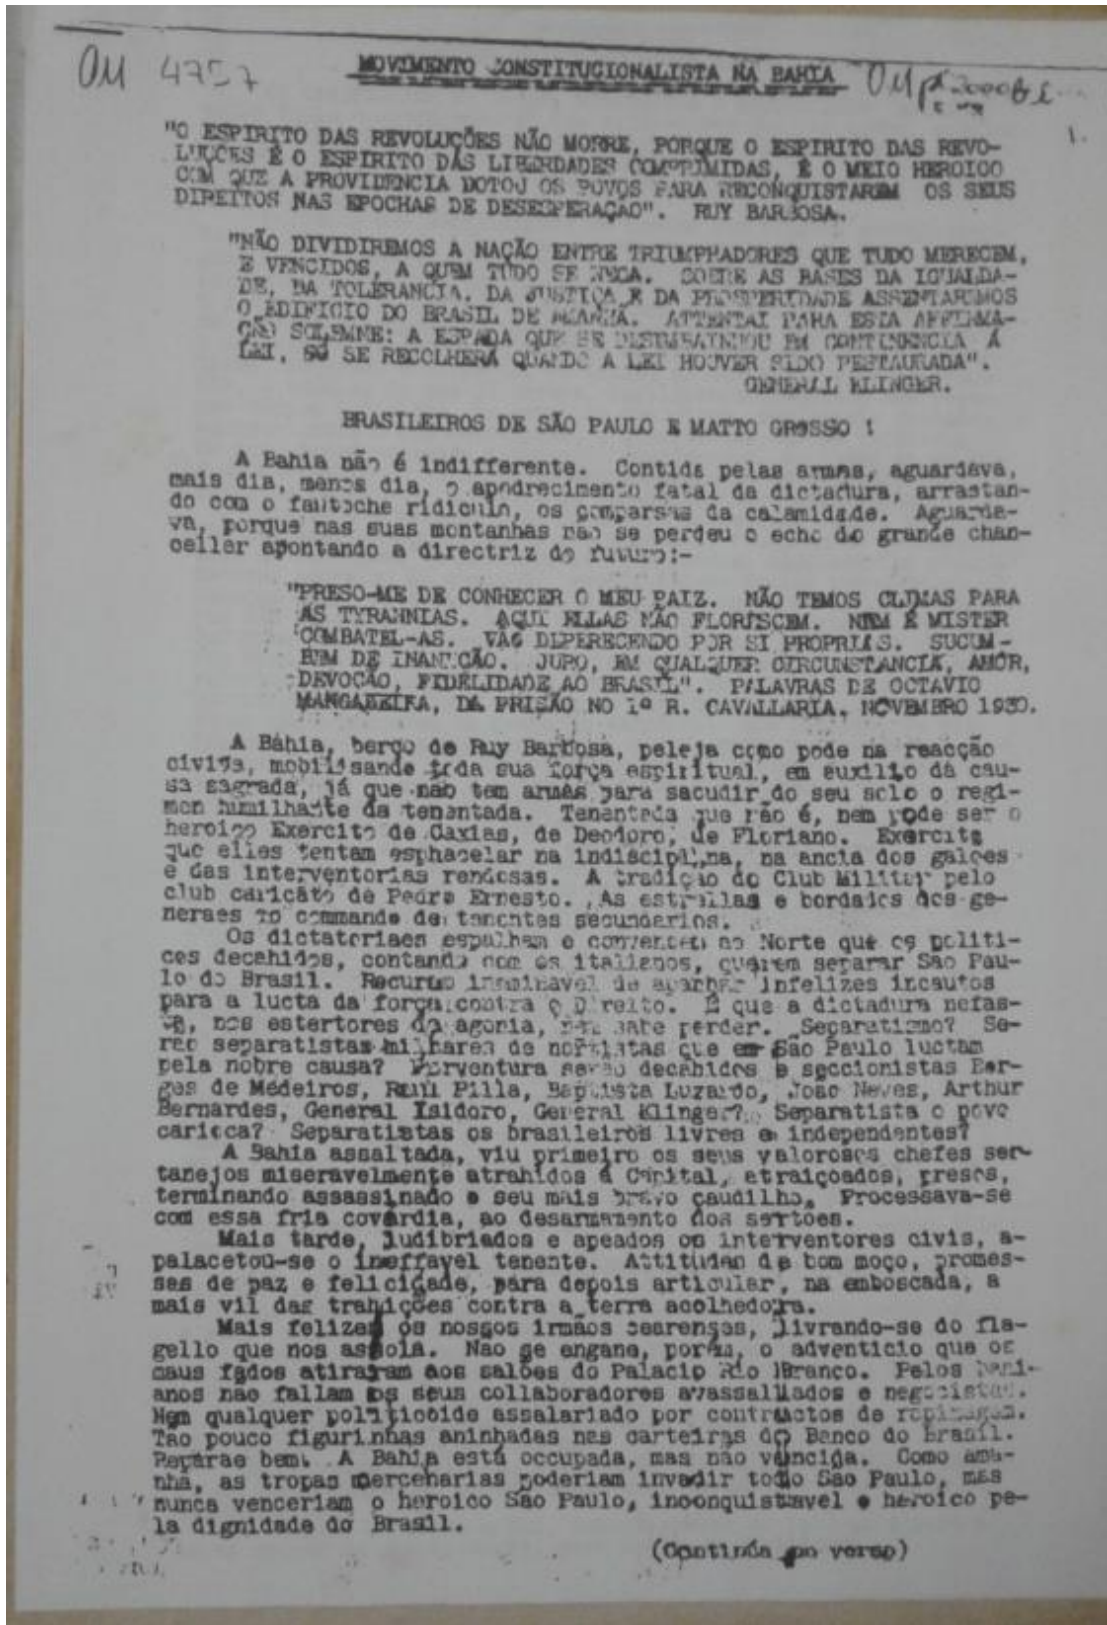 OM 4757
MOVIMENTO CONSTITUCIONALISTA NA BAHIA
1.
"O ESPIRITO DAS REVOLUÇÕES NÃO MORRE, PORQUE O ESPIRITO DAS REVO-
LUÇÕES É O ESPIRITO DAS LIBERDADES COMPRIMIDAS, É O MEIO HEROICO
COM QUE A PROVIDENCIA DOTOU OS POVOS PARA RECONQUISTAREM OS SEUS
DIREITOS NAS EPOCHAS DE DESESPERAÇÃO". RUY BARBOSA.
"NÃO DIVIDIREMOS A NAÇÃO ENTRE TRIUMPHADORES QUE TUDO MERECEM,
E VENCIDOS, A QUEM TUDO SE NEGA. SOBRE AS BASES DA IGUALDA-
DE, DA TOLERANCIA, DA JUSTIÇA E DA PROSPERIDADE ASSENTAREMOS
O EDIFICIO DO BRASIL DE AMANHÃ. ATTENTAI PARA ESTA AFFIRMA-
ÇÃO SOLEMNE: A ESPADA QUE SE DESEMBAINHOU EM CONTINENCIA Á
LEI, SÓ SE RECOLHERÁ QUANDO A LEI HOUVER SIDO RESTAURADA".
GENERAL KLINGER.
BRASILEIROS DE SÃO PAULO E MATTO GROSSO !
A Bahia não é indifferente. Contida pelas armas, aguardava,
mais dia, menos dia, o apodrecimento fatal da dictadura, arrastan-
do com o fantoche ridiculo, os comparsas da calamidade. Aguarda-
va, porque nas suas montanhas não se perdeu o echo do grande chan-
celler apontando a directriz do futuro:-
"PRESO-ME DE CONHECER O MEU PAIZ. NÃO TEMOS CLIMAS PARA
AS TYRANNIAS. AQUI ELLAS NÃO FLORISCEM. NEM É MISTER
COMBATEL-AS. VÃO DEPERECENDO POR SI PROPRIAS. SUCUM-
BEM DE INANIÇÃO. JURO, EM QUALQUER CIRCUNSTANCIA, AMOR,
DEVOÇÃO, FIDELIDADE AO BRASIL". PALAVRAS DE OCTAVIO
MANGABEIRA, DA PRISÃO NO 1º R. CAVALLARIA. NOVEMBRO 1930.
A Bahia, berço de Ruy Barbosa, peleja como pode na reacção
civica, mobilisando toda sua força espiritual, em auxilio da cau-
sa sagrada, já que não tem armas para sacudir do seu solo o regi-
men humilhante da tenentada. Tenentada que não é, nem pode ser o
heroico Exercito de Caxias, de Deodoro, de Floriano. Exercito
que elles tentam esphacelar na indisciplina, na ancia dos galões
e das interventorias rendosas. A tradição do Club Militar pelo
club caricato de Pedro Ernesto. As estrellas e bordados dos ge-
neraes ao commando de tenentes secundarios.
Os dictatoriaes espalham e convencem ao Norte que os politi-
cos decahidos, contando com os italianos, querem separar São Pau-
lo do Brasil. Recurso de apanhar infelizes incautos
para a lucta da força contra o Direito. É que a dictadura nefas-
ta, nos estertores da agonia, não sabe perder. Separatismo? Se-
rão separatistas milhares de nortistas que em São Paulo luctam
pela nobre causa? Porventura serão decahidos e seccionistas Bor-
ges de Medeiros, Raul Pilla, Baptista Luzardo, João Neves, Arthur
Bernardes, General Isidoro, General Klinger? Separatista o povo
carioca? Separatistas os brasileiros livres e independentes?
A Bahia assaltada, viu primeiro os seus valorosos chefes ser-
tanejos miseravelmente atrahidos á Capital, atraiçoados, presos,
terminando assassinado o seu mais bravo caudilho. Processava-se
com essa fria covardia, ao desarmamento dos sertões.
Mais tarde, ludibriados e apeados os interventores civis, a-
palacetou-se o ineffavel tenente. Attitudes de bom moço, promes-
sas de paz e felicidade, para depois articular, na emboscada, a
mais vil das trahições contra a terra acolhedora.
Mais felizes os nossos irmãos cearenses, livrando-se do fla-
gello que nos assola. Não se engane, porém, o adventicio que os
maus fados atiraram aos salões do Palacio Rio Branco. Pelos bahi-
anos não fallam os seus collaboradores avassallados e negocistas.
Nem qualquer politicoide assalariado por contractos de rapinagem.
Tão pouco figurinhas aninhadas nas carteiras do Banco do Brasil.
Repárae bem. A Bahia está occupada, mas não vencida. Como ama-
nhã, as tropas mercenarias poderiam invadir todo São Paulo, mas
nunca venceriam o heroico São Paulo, inconquistavel e heroico pe-
la dignidade do Brasil.
(Continúa no verso)